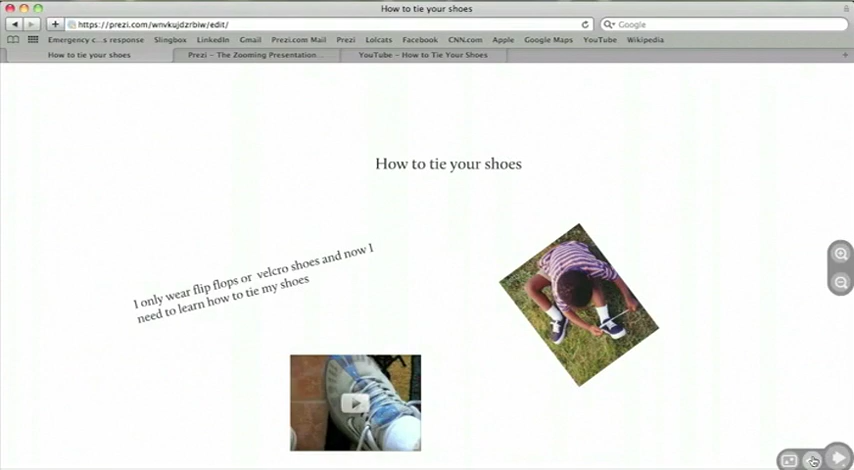 How to tie your shoes
https://prezi.com/wnvkujdzrbiw/edit/
Google
Emergency c...s response Slingbox LinkedIn Gmail Prezi.com Mail Prezi Lolcats Facebook CNN.com Apple Google Maps YouTube Wikipedia
How to tie your shoes Prezi – The Zooming Presentation... YouTube – How to Tie Your Shoes
How to tie your shoes
I only wear flip flops or velcro shoes and now I
need to learn how to tie my shoes